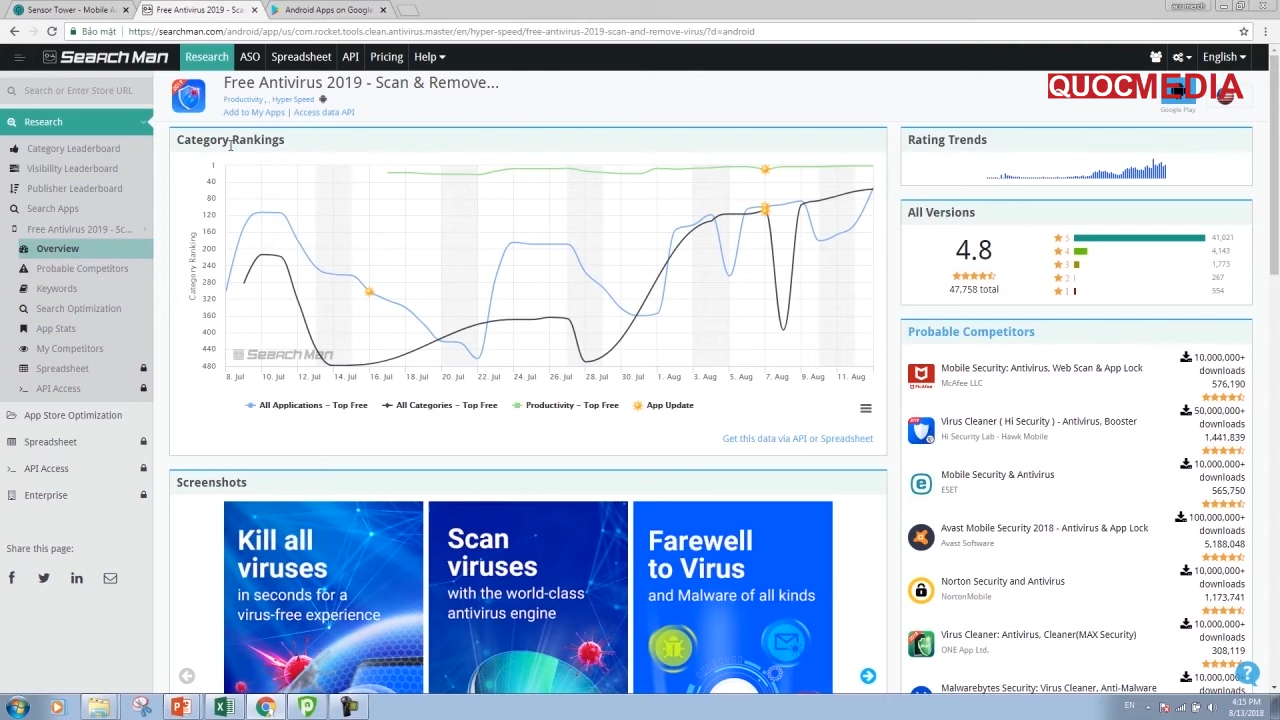 Sensor Tower - Mobile A
Free Antivirus 2019 - Sc
Android Apps on Google
Bảo mật
https://searchman.com/android/app/us/com.rocket.tools.clean.antivirus.master/en/hyper-speed/free-antivirus-2019-scan-and-remove-virus/?d=android
SEARCH MAN
Research
ASO
Spreadsheet
API
Pricing
Help
English
Search or Enter Store URL
Research
Category Leaderboard
Visibility Leaderboard
Publisher Leaderboard
Search Apps
Free Antivirus 2019 - Sc...
Overview
Probable Competitors
Keywords
Search Optimization
App Stats
My Competitors
Spreadsheet
API Access
App Store Optimization
Spreadsheet
API Access
Enterprise
Share this page:
Free Antivirus 2019 - Scan & Remove...
Productivity , , Hyper Speed
Add to My Apps | Access data API
QUOCMEDIA
Google Play
Category Rankings
Category Ranking
1
40
80
120
160
200
240
280
320
360
400
440
480
SEARCH MAN
8. Jul
10. Jul
12. Jul
14. Jul
16. Jul
18. Jul
20. Jul
22. Jul
24. Jul
26. Jul
28. Jul
30. Jul
1. Aug
3. Aug
5. Aug
7. Aug
9. Aug
11. Aug
All Applications – Top Free
All Categories – Top Free
Productivity – Top Free
App Update
Get this data via API or Spreadsheet
Screenshots
Kill all
viruses
in seconds for a
virus-free experience
Scan
viruses
with the world-class
antivirus engine
Farewell
to Virus
and Malware of all kinds
Rating Trends
All Versions
4.8
47,758 total
5
41,021
4
4,143
3
1,773
2
267
1
554
Probable Competitors
Mobile Security: Antivirus, Web Scan & App Lock
McAfee LLC
10,000,000+
downloads
576,190
Virus Cleaner ( Hi Security ) - Antivirus, Booster
Hi Security Lab - Hawk Mobile
50,000,000+
downloads
1,441,839
Mobile Security & Antivirus
ESET
10,000,000+
downloads
565,750
Avast Mobile Security 2018 - Antivirus & App Lock
Avast Software
100,000,000+
downloads
5,188,048
Norton Security and Antivirus
NortonMobile
10,000,000+
downloads
1,173,741
Virus Cleaner: Antivirus, Cleaner(MAX Security)
ONE App Ltd.
10,000,000+
downloads
308,119
Malwarebytes Security: Virus Cleaner, Anti-Malware
10,000,000+
downloads
EN
4:15 PM
8/13/2018